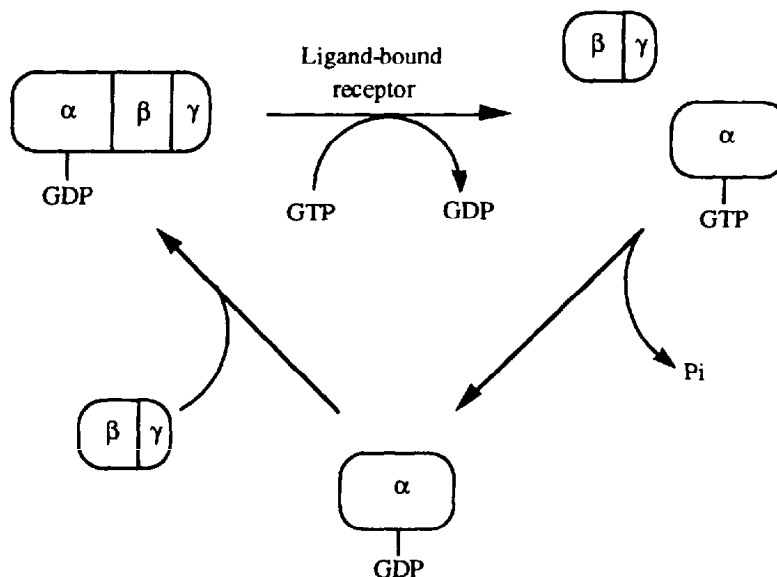 β γ
Ligand-bound
receptor
α β γ
α
GDP
GTP
GDP
GTP
Pi
β γ
α
GDP